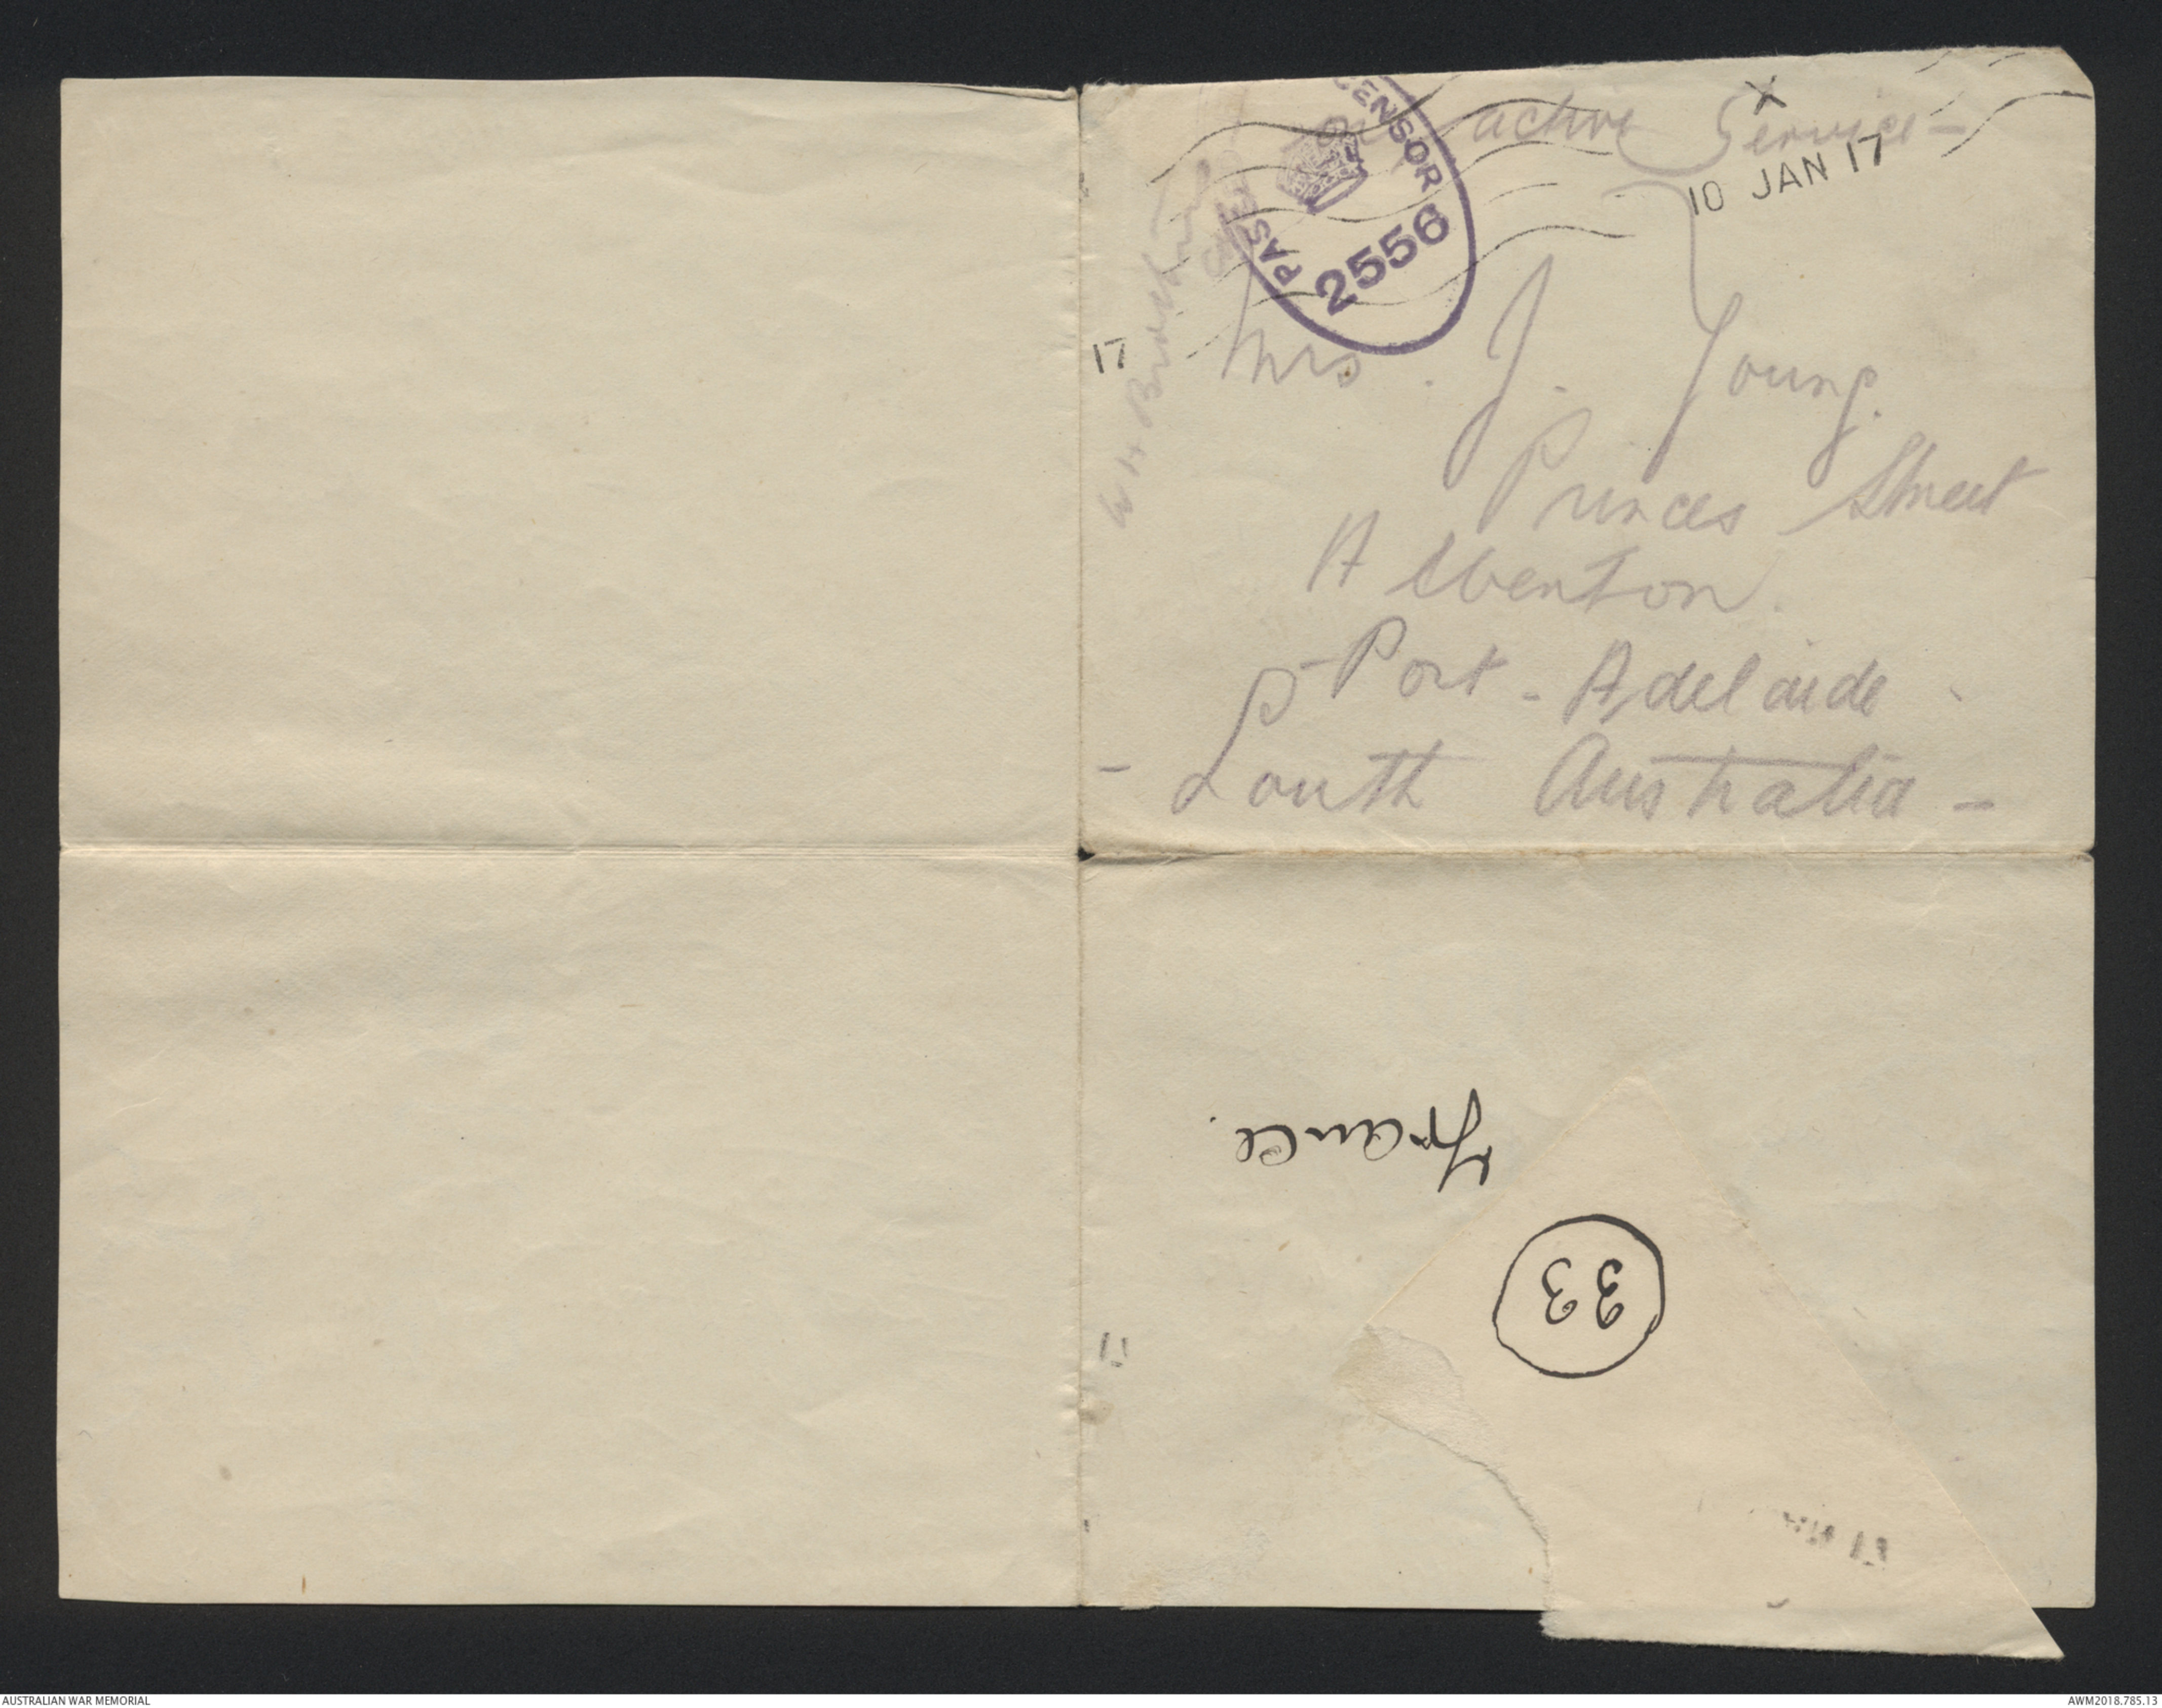 On active Service -
X
10 JAN 17
PASSED CENSOR
2556
17
Mrs. J. Young.
Princes Street
Alberton.
- Port - Adelaide -
- South Australia -
France.
33
AUSTRALIAN WAR MEMORIAL
AWM2018.785.13